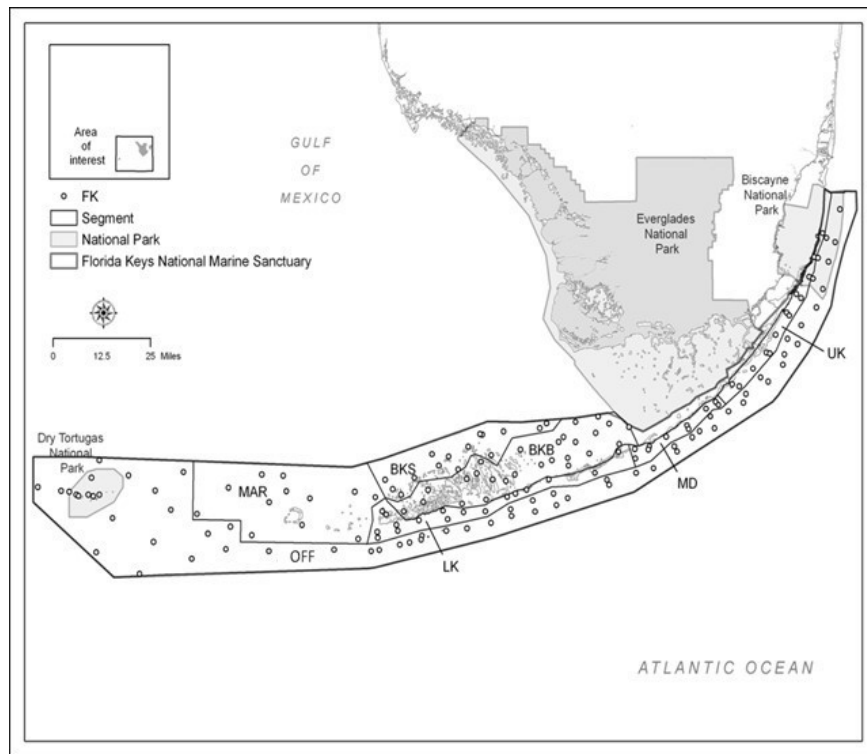 GULF
OF
MEXICO
Area
of
interest
FK
Segment
National Park
Florida Keys National Marine Sanctuary
0 12.5 25 Miles
Biscayne
National
Park
Everglades
National
Park
UK
Dry Tortugas
National
Park
BKS
BKB
MAR
MD
OFF
LK
ATLANTIC OCEAN